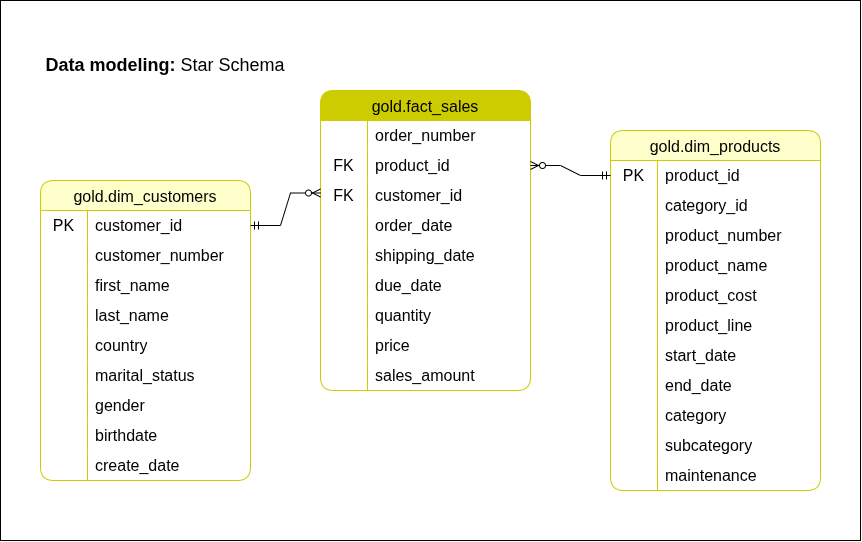 Data modeling: Star Schema
gold.dim_customers
PK customer_id
customer_number
first_name
last_name
country
marital_status
gender
birthdate
create_date
gold.fact_sales
order_number
FK product_id
FK customer_id
order_date
shipping_date
due_date
quantity
price
sales_amount
gold.dim_products
PK product_id
category_id
product_number
product_name
product_cost
product_line
start_date
end_date
category
subcategory
maintenance